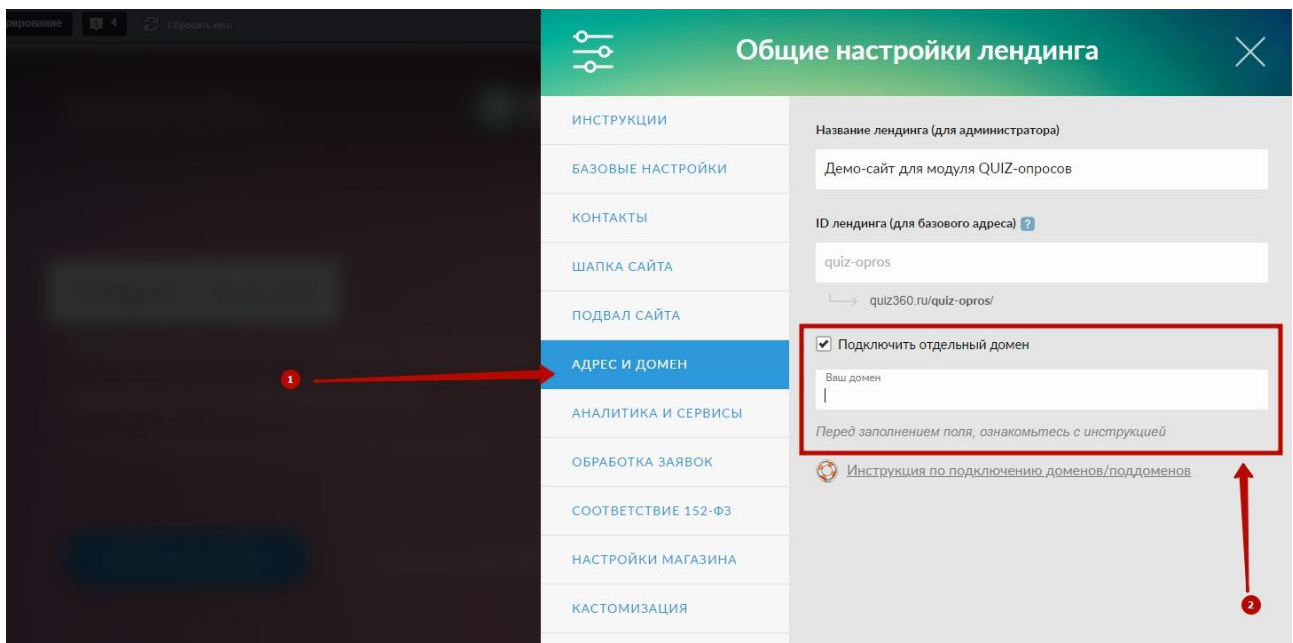 рирование
4
Сбросить кеш
Общие настройки лендинга
ИНСТРУКЦИИ
БАЗОВЫЕ НАСТРОЙКИ
КОНТАКТЫ
ШАПКА САЙТА
ПОДВАЛ САЙТА
АДРЕС И ДОМЕН
АНАЛИТИКА И СЕРВИСЫ
ОБРАБОТКА ЗАЯВОК
СООТВЕТСТВИЕ 152-ФЗ
НАСТРОЙКИ МАГАЗИНА
КАСТОМИЗАЦИЯ
Название лендинга (для администратора)
Демо-сайт для модуля QUIZ-опросов
ID лендинга (для базового адреса) ?
quiz-opros
quiz360.ru/quiz-opros/
Подключить отдельный домен
Ваш домен
Перед заполнением поля, ознакомьтесь с инструкцией
Инструкция по подключению доменов/поддоменов
1
2